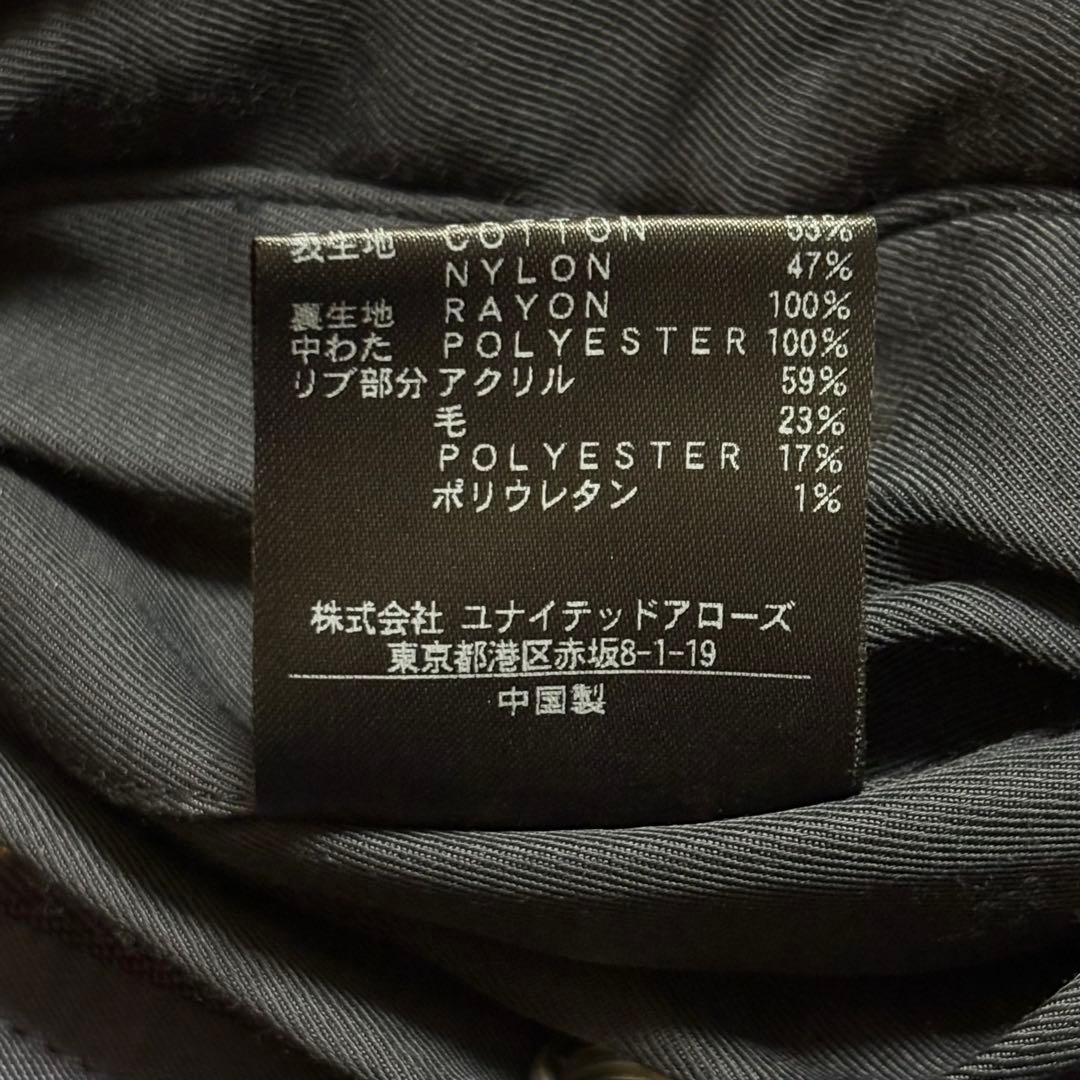 表生地 COTTON 53%
NYLON 47%
裏生地 RAYON 100%
中わた POLYESTER 100%
リブ部分 アクリル 59%
毛 23%
POLYESTER 17%
ポリウレタン 1%
株式会社 ユナイテッドアローズ
東京都港区赤坂8-1-19
中国製